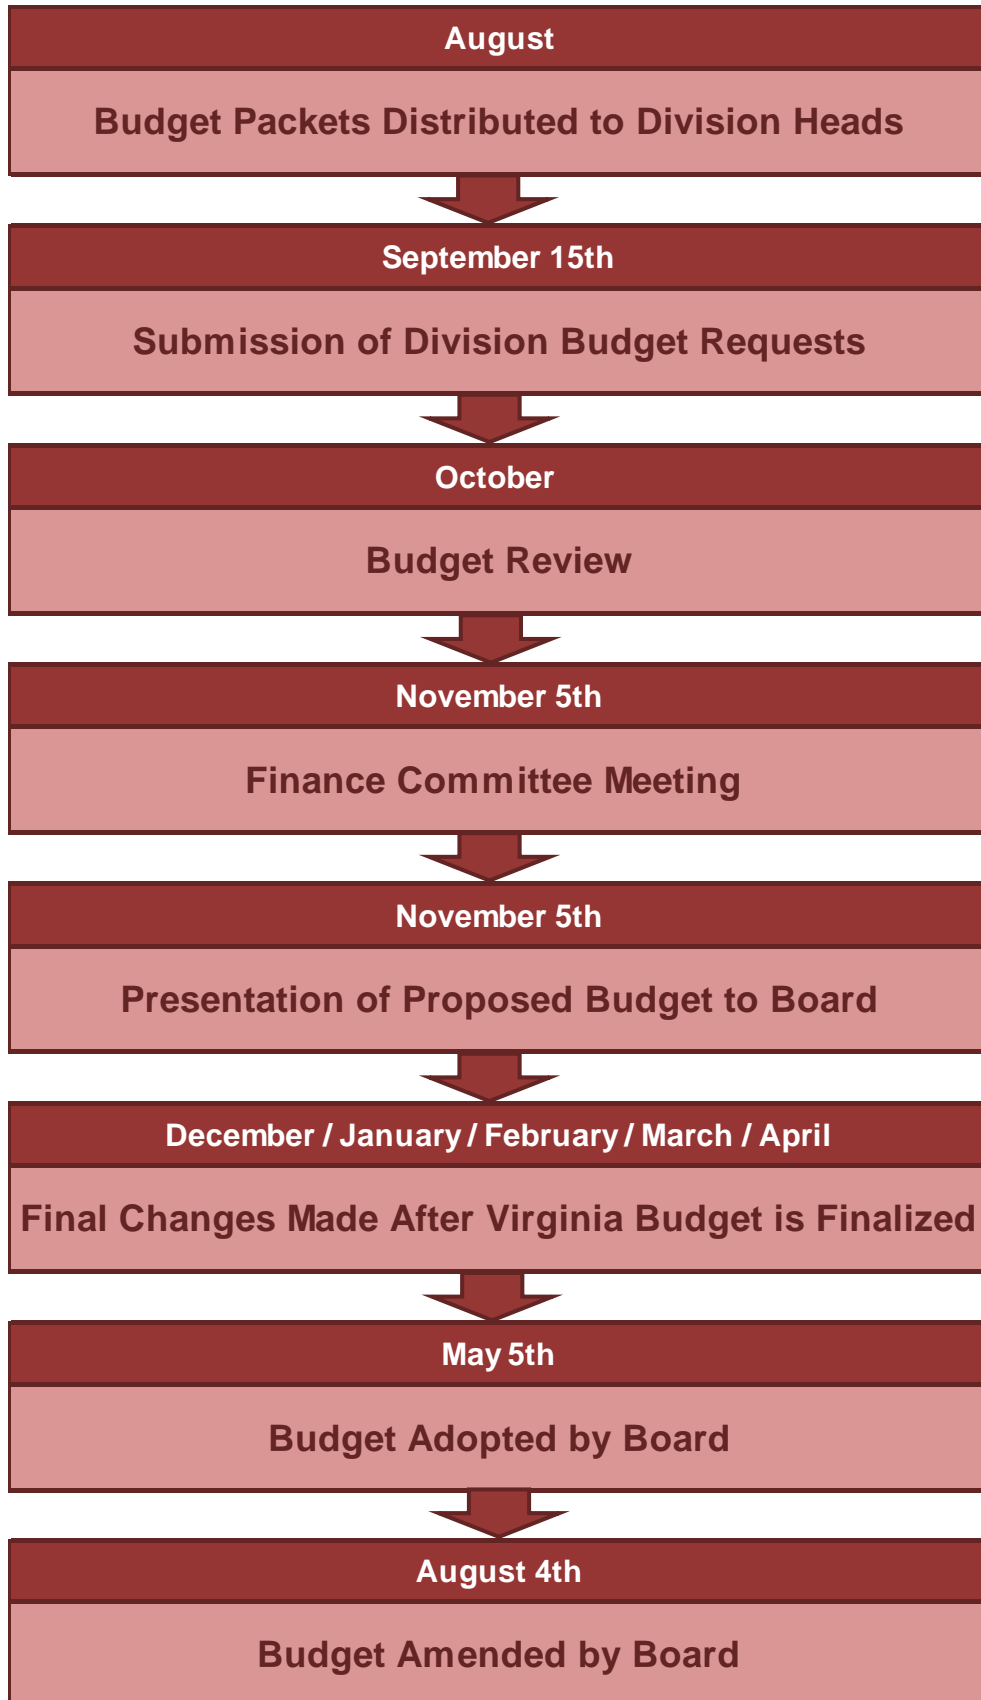 August
Budget Packets Distributed to Division Heads
September 15th
Submission of Division Budget Requests
October
Budget Review
November 5th
Finance Committee Meeting
November 5th
Presentation of Proposed Budget to Board
December / January / February / March / April
Final Changes Made After Virginia Budget is Finalized
May 5th
Budget Adopted by Board
August 4th
Budget Amended by Board